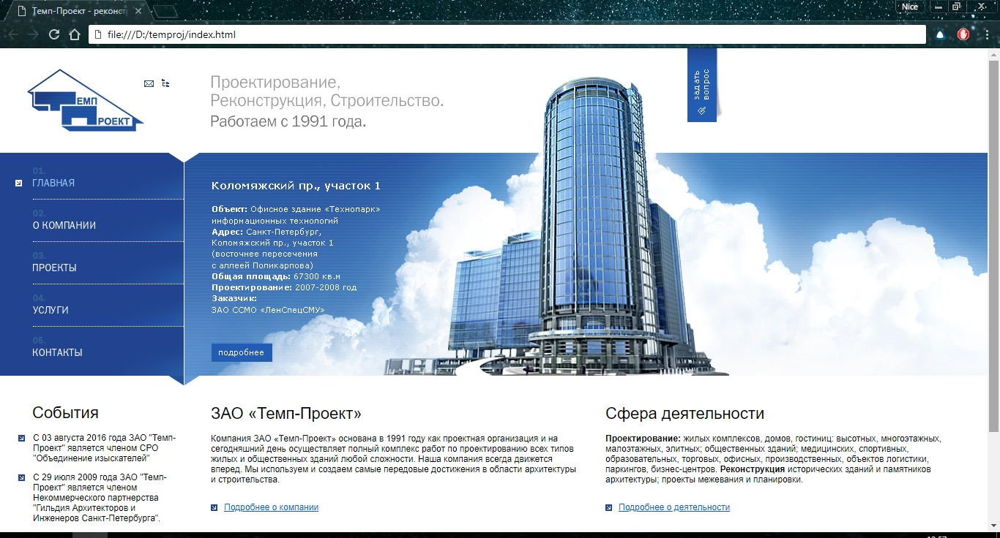 Темп-Проект - реконст
Nice
file:///D:/temproj/index.html
ТЕМП
ПРОЕКТ
Проектирование,
Реконструкция, Строительство.
Работаем с 1991 года.
задать
вопрос
01.
ГЛАВНАЯ
02.
О КОМПАНИИ
03.
ПРОЕКТЫ
04.
УСЛУГИ
05.
КОНТАКТЫ
Коломяжский пр., участок 1
Объект: Офисное здание «Технопарк»
информационных технологий
Адрес: Санкт-Петербург,
Коломяжский пр., участок 1
(восточнее пересечения
с аллеей Поликарпова)
Общая площадь: 67300 кв.м
Проектирование: 2007-2008 год
Заказчик:
ЗАО ССМО «ЛенСпецСМУ»
подробнее
События
С 03 августа 2016 года ЗАО "Темп-
Проект" является членом СРО
"Объединение изыскателей"
С 29 июля 2009 года ЗАО "Темп-
Проект" является членом
Некоммерческого партнерства
"Гильдия Архитекторов и
Инженеров Санкт-Петербурга".
ЗАО «Темп-Проект»
Компания ЗАО «Темп-Проект» основана в 1991 году как проектная организация и на
сегодняшний день осуществляет полный комплекс работ по проектированию всех типов
жилых и общественных зданий любой сложности. Наша компания всегда движется
вперед. Мы используем и создаем самые передовые достижения в области архитектуры
и строительства.
Подробнее о компании
Сфера деятельности
Проектирование: жилых комплексов, домов, гостиниц: высотных, многоэтажных,
малоэтажных, элитных; общественных зданий; медицинских, спортивных,
образовательных, торговых, офисных, производственных, объектов логистики,
паркингов, бизнес-центров. Реконструкция исторических зданий и памятников
архитектуры; проекты межевания и планировки.
Подробнее о деятельности